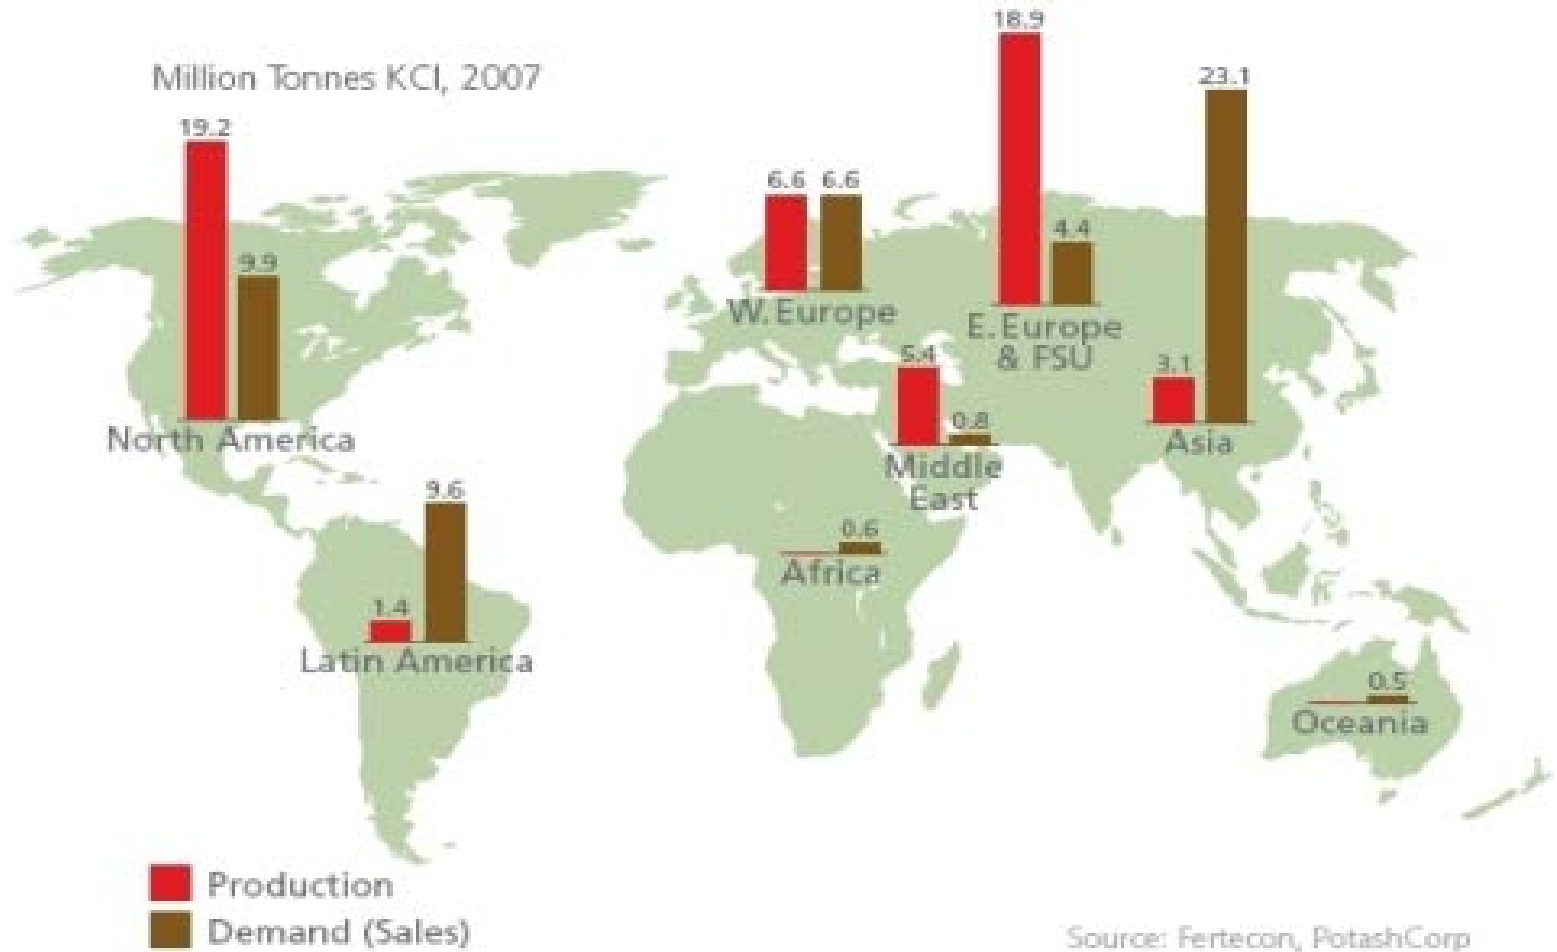 Million Tonnes KCl, 2007
19.2
9.9
North America
9.6
1.4
Latin America
6.6 6.6
W. Europe
18.9
4.4
E. Europe
& FSU
5.4
0.8
Middle
East
0.6
Africa
23.1
3.1
Asia
0.5
Oceania
Production
Demand (Sales)
Source: Fertecon, PotashCorp